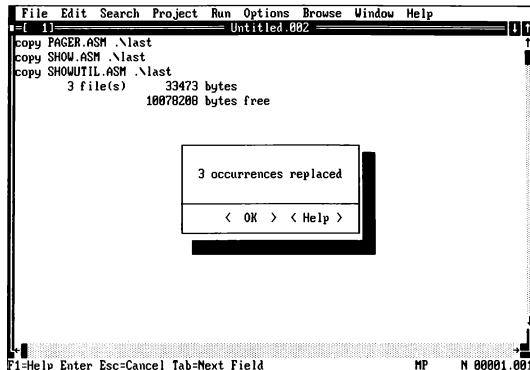 File Edit Search Project Run Options Browse Window Help
[ 1] Untitled.002
copy PAGER.ASM .\last
copy SHOW.ASM .\last
copy SHOWUTIL.ASM .\last
3 file(s) 33473 bytes
10078208 bytes free
3 occurrences replaced
< OK > < Help >
F1=Help Enter Esc=Cancel Tab=Next Field MP N 00001.001